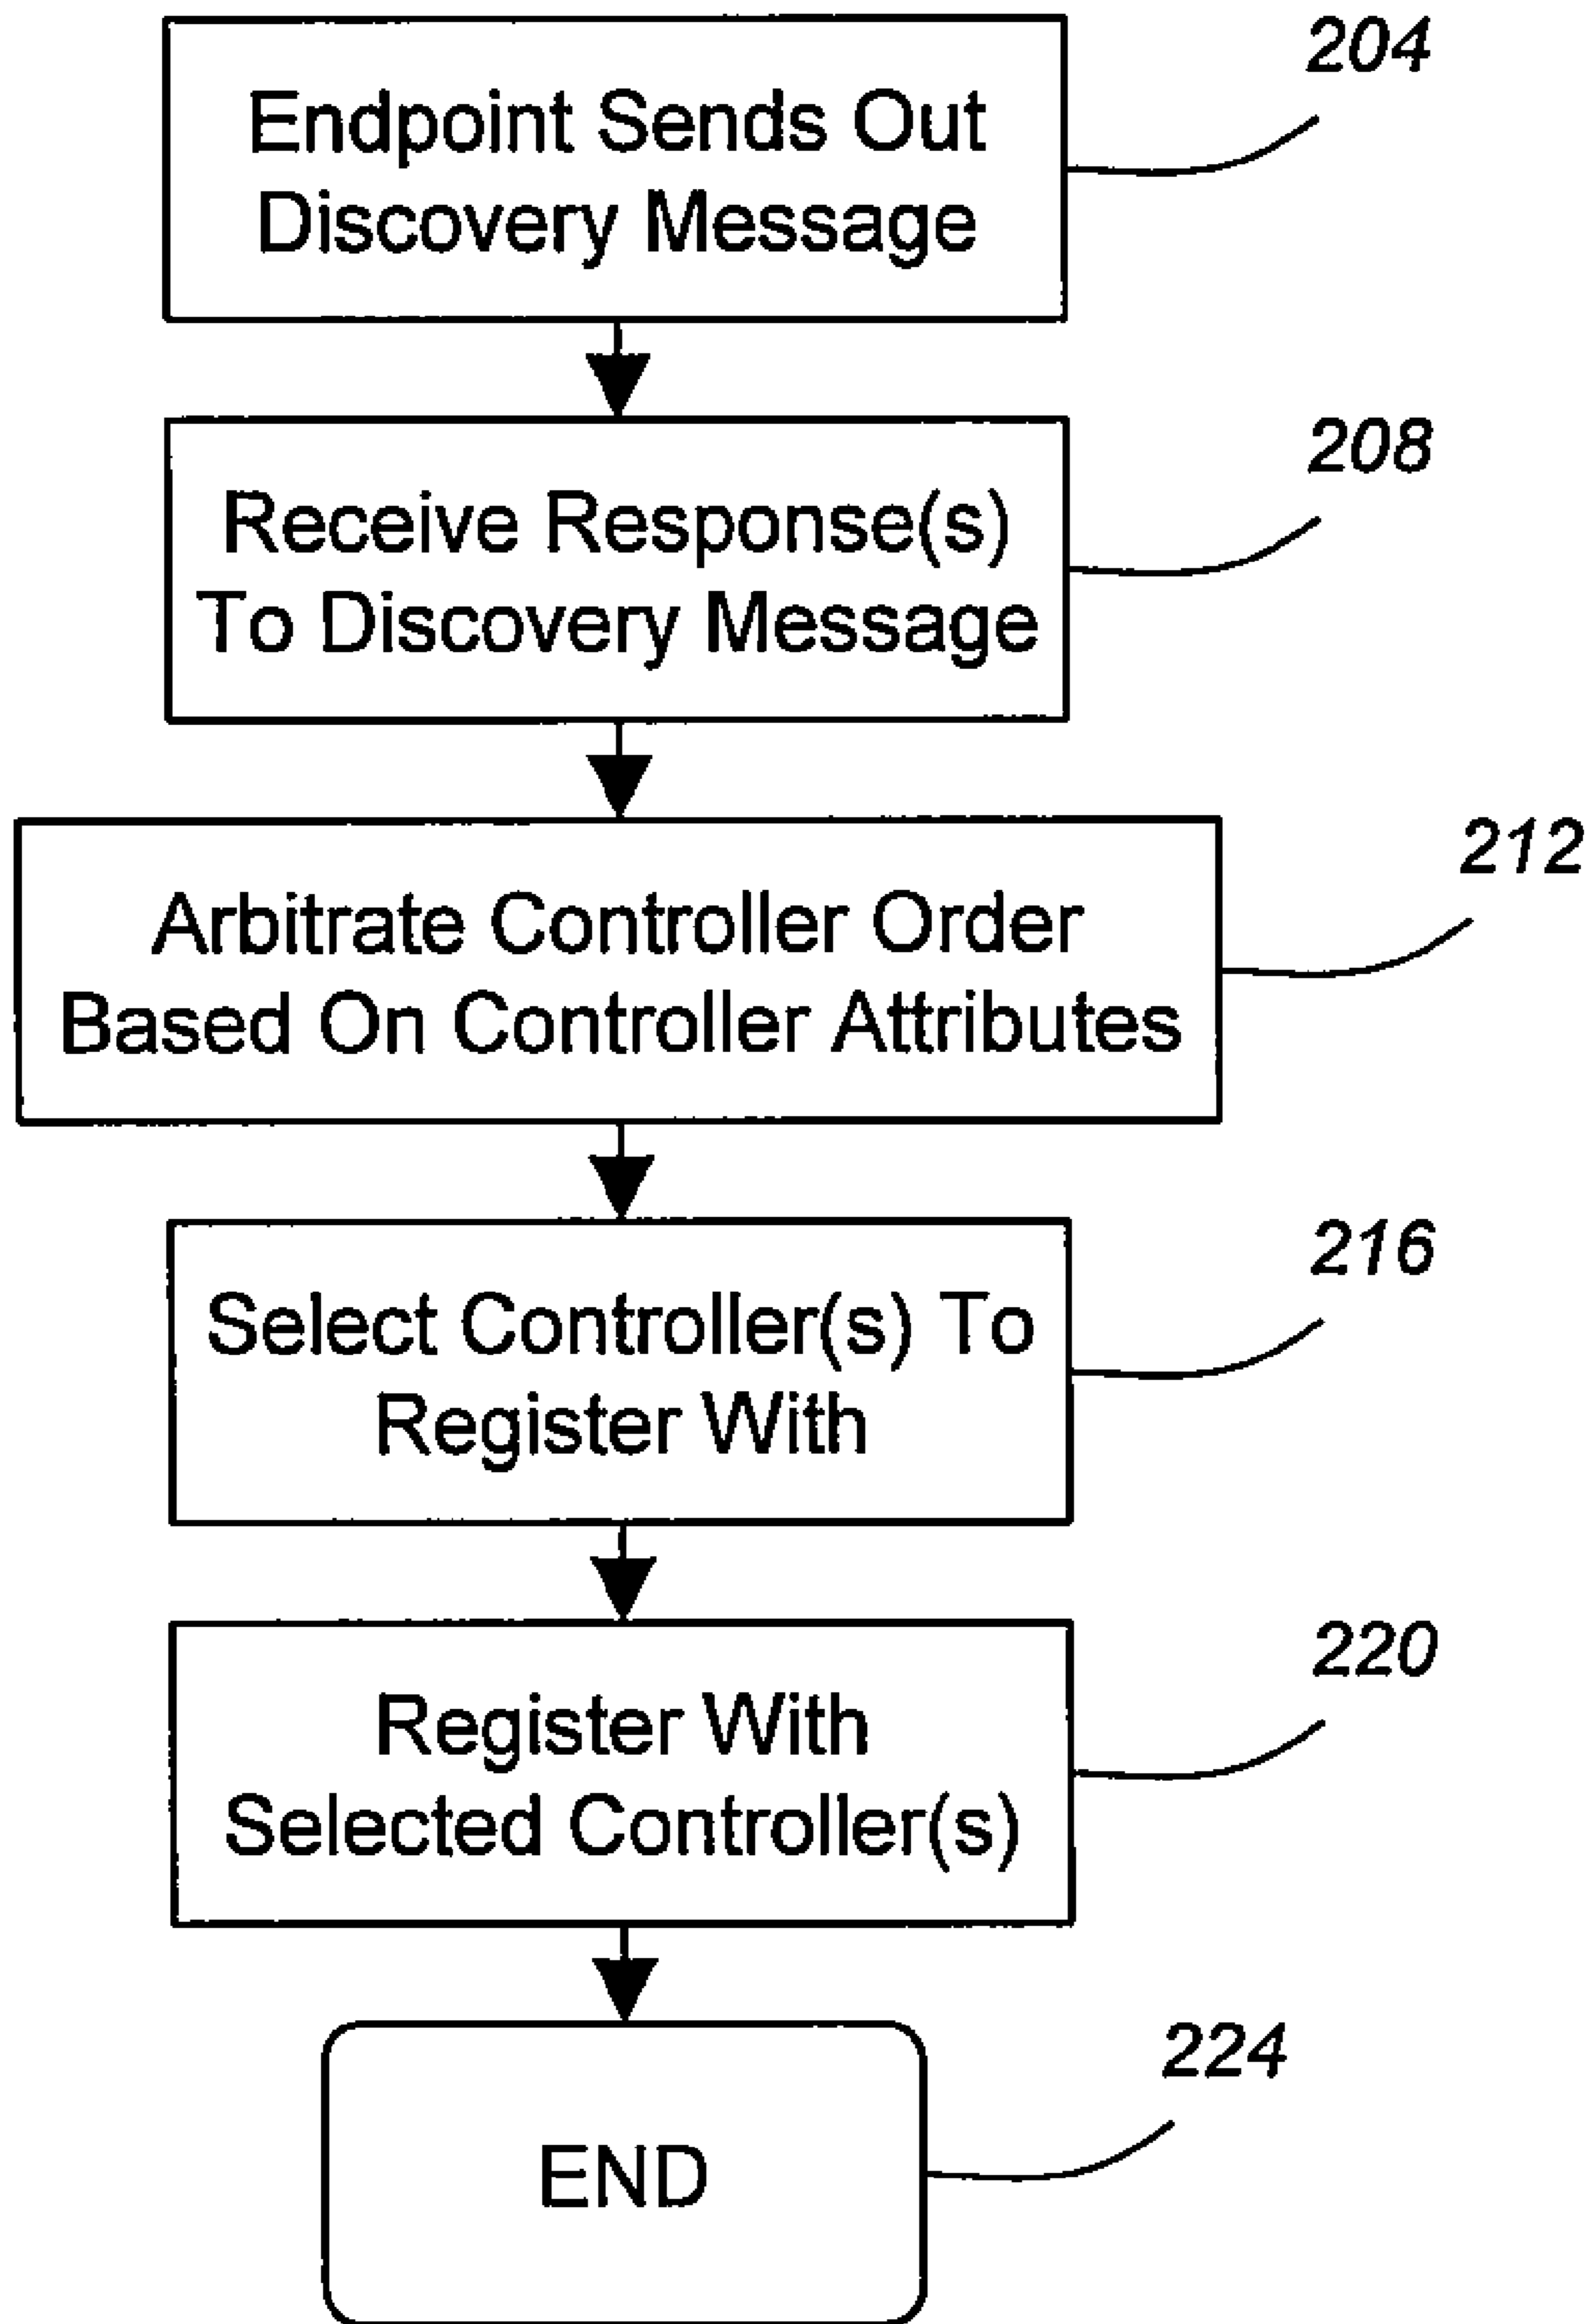 204
Endpoint Sends Out
Discovery Message
208
Receive Response(s)
To Discovery Message
212
Arbitrate Controller Order
Based On Controller Attributes
216
Select Controller(s) To
Register With
220
Register With
Selected Controller(s)
224
END